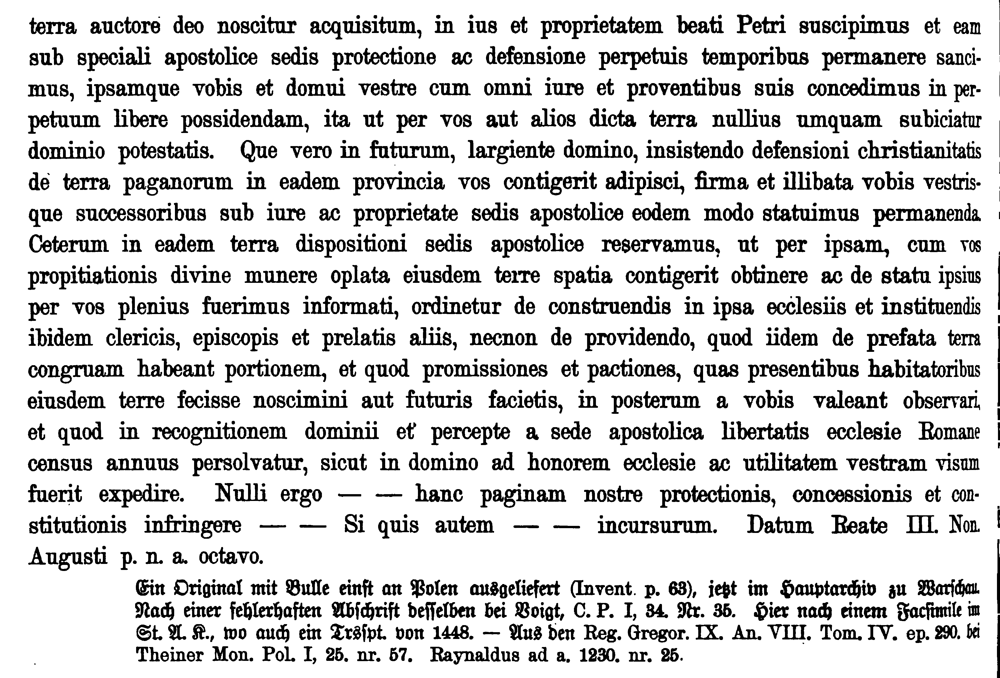 terra auctore deo noscitur acquisitum, in ius et proprietatem beati Petri suscipimus et eam
sub speciali apostolice sedis protectione ac defensione perpetuis temporibus permanere sanci-
mus, ipsamque vobis et domui vestre cum omni iure et proventibus suis concedimus in per-
petuum libere possidendam, ita ut per vos aut alios dicta terra nullius umquam subiciatur
dominio potestatis. Que vero in futurum, largiente domino, insistendo defensioni christianitatis
de terra paganorum in eadem provincia vos contigerit adipisci, firma et illibata vobis vestris-
que successoribus sub iure ac proprietate sedis apostolice eodem modo statuimus permanenda.
Ceterum in eadem terra dispositioni sedis apostolice reservamus, ut per ipsam, cum vos
propitiationis divine munere oplata eiusdem terre spatia contigerit obtinere ac de statu ipsius
per vos plenius fuerimus informati, ordinetur de construendis in ipsa ecclesiis et instituendis
ibidem clericis, episcopis et prelatis aliis, necnon de providendo, quod iidem de prefata terra
congruam habeant portionem, et quod promissiones et pactiones, quas presentibus habitatoribus
eiusdem terre fecisse noscimini aut futuris facietis, in posterum a vobis valeant observari,
et quod in recognitionem dominii et percepte a sede apostolica libertatis ecclesie Romane
census annuus persolvatur, sicut in domino ad honorem ecclesie ac utilitatem vestram visum
fuerit expedire. Nulli ergo — — hanc paginam nostre protectionis, concessionis et con-
stitutionis infringere — — Si quis autem — — incursurum. Datum Reate III. Non.
Augusti p. n. a. octavo.
Ein Original mit Bulle einst an Polen ausgeliefert (Invent. p. 63), jetzt im Hauptarchiv zu Warschau.
Nach einer fehlerhaften Abschrift desselben bei Voigt, C. P. I, 34. Nr. 35. Hier nach einem Facsimile im
St. A. K., wo auch ein Trsspt. von 1448. — Aus den Reg. Gregor. IX. An. VIII. Tom. IV. ep. 290. bei
Theiner Mon. Pol. I, 25. nr. 57. Raynaldus ad a. 1230. nr. 25.